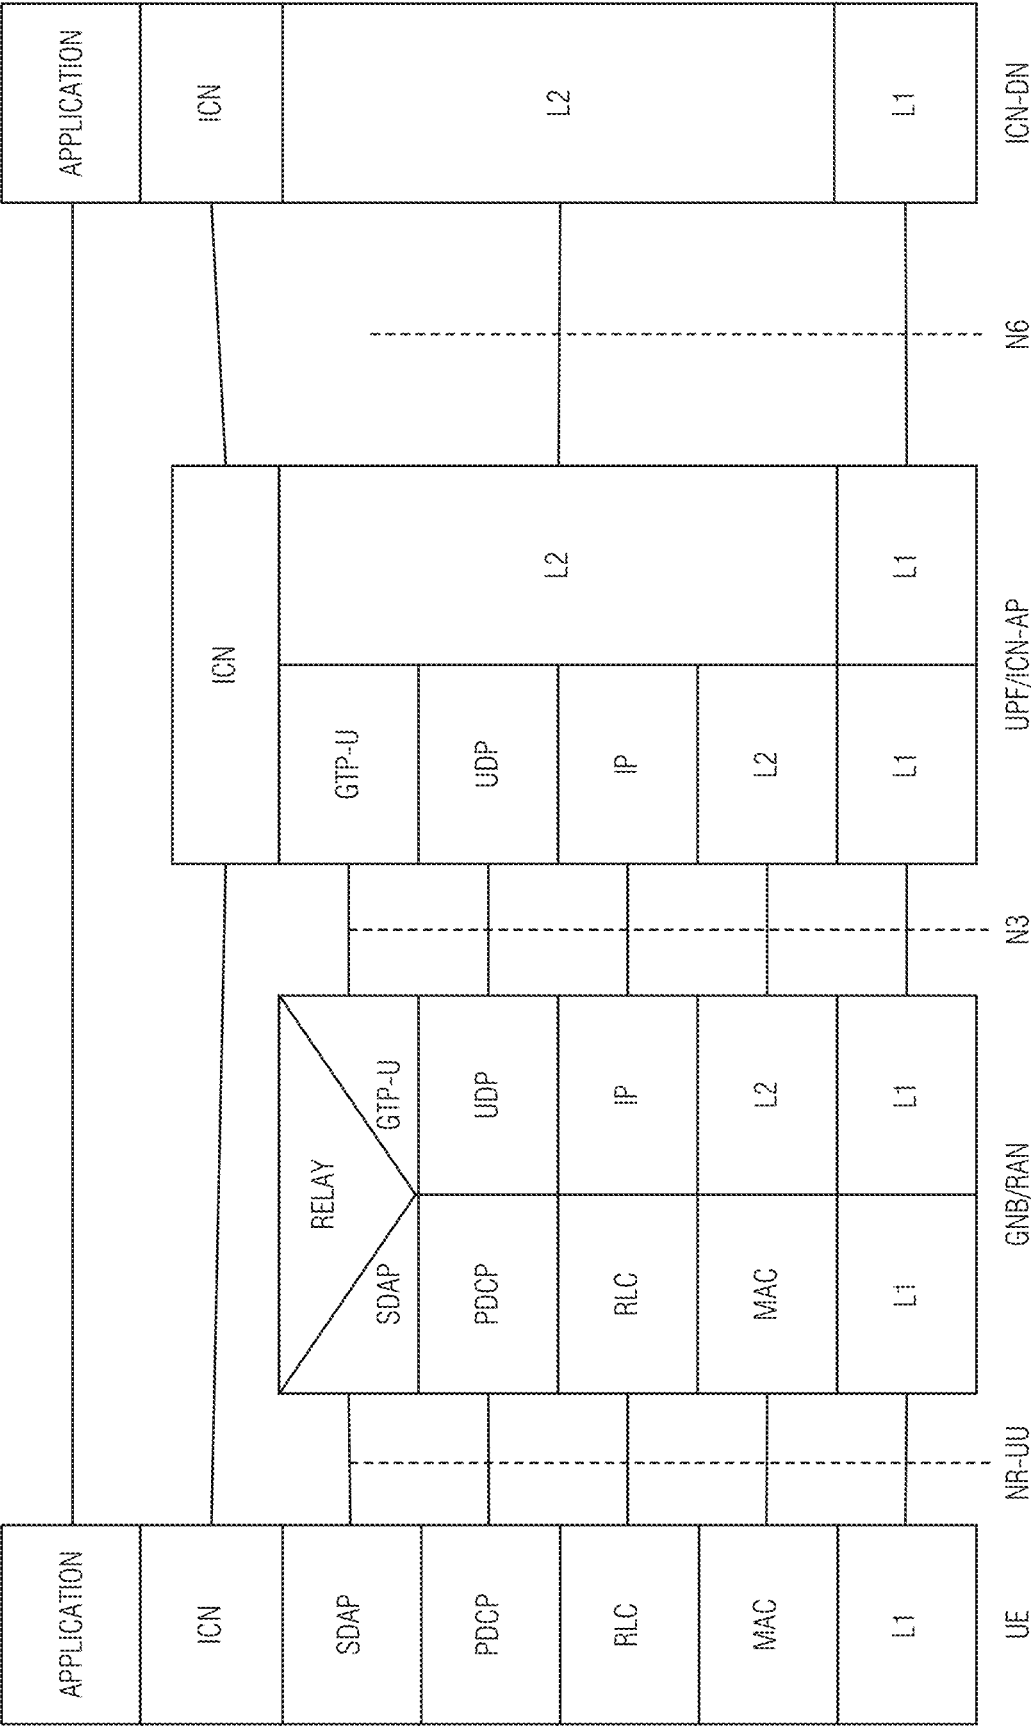 APPLICATION
ICN
SDAP
PDCP
RLC
MAC
L1
UE
NR-UU
RELAY
SDAP
GTP-U
PDCP
UDP
RLC
IP
MAC
L2
L1
L1
GNB/RAN
N3
ICN
GTP-U
UDP
IP
L2
L1
L2
L1
UPF/ICN-AP
N6
APPLICATION
ICN
L2
L1
ICN-DN